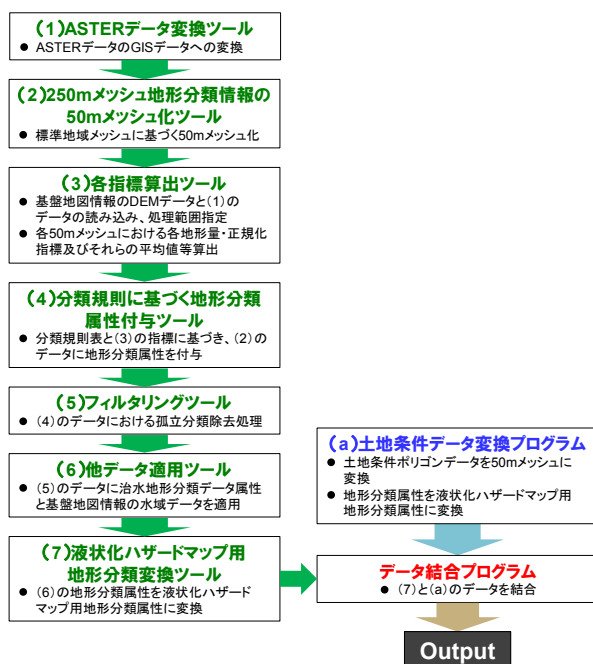 (1)ASTERデータ変換ツール
● ASTERデータのGISデータへの変換
(2)250mメッシュ地形分類情報の
50mメッシュ化ツール
● 標準地域メッシュに基づく50mメッシュ化
(3)各指標算出ツール
● 基盤地図情報のDEMデータと(1)の
データの読み込み、処理範囲指定
● 各50mメッシュにおける各地形量・正規化
指標及びそれらの平均値等算出
(4)分類規則に基づく地形分類
属性付与ツール
● 分類規則表と(3)の指標に基づき、(2)の
データに地形分類属性を付与
(5)フィルタリングツール
● (4)のデータにおける孤立分類除去処理
(6)他データ適用ツール
● (5)のデータに治水地形分類データ属性
と基盤地図情報の水域データを適用
(7)液状化ハザードマップ用
地形分類変換ツール
● (6)の地形分類属性を液状化ハザード
マップ用地形分類属性に変換
(a)土地条件データ変換プログラム
● 土地条件ポリゴンデータを50mメッシュに
変換
● 地形分類属性を液状化ハザードマップ用
地形分類属性に変換
データ結合プログラム
● (7)と(a)のデータを結合
Output